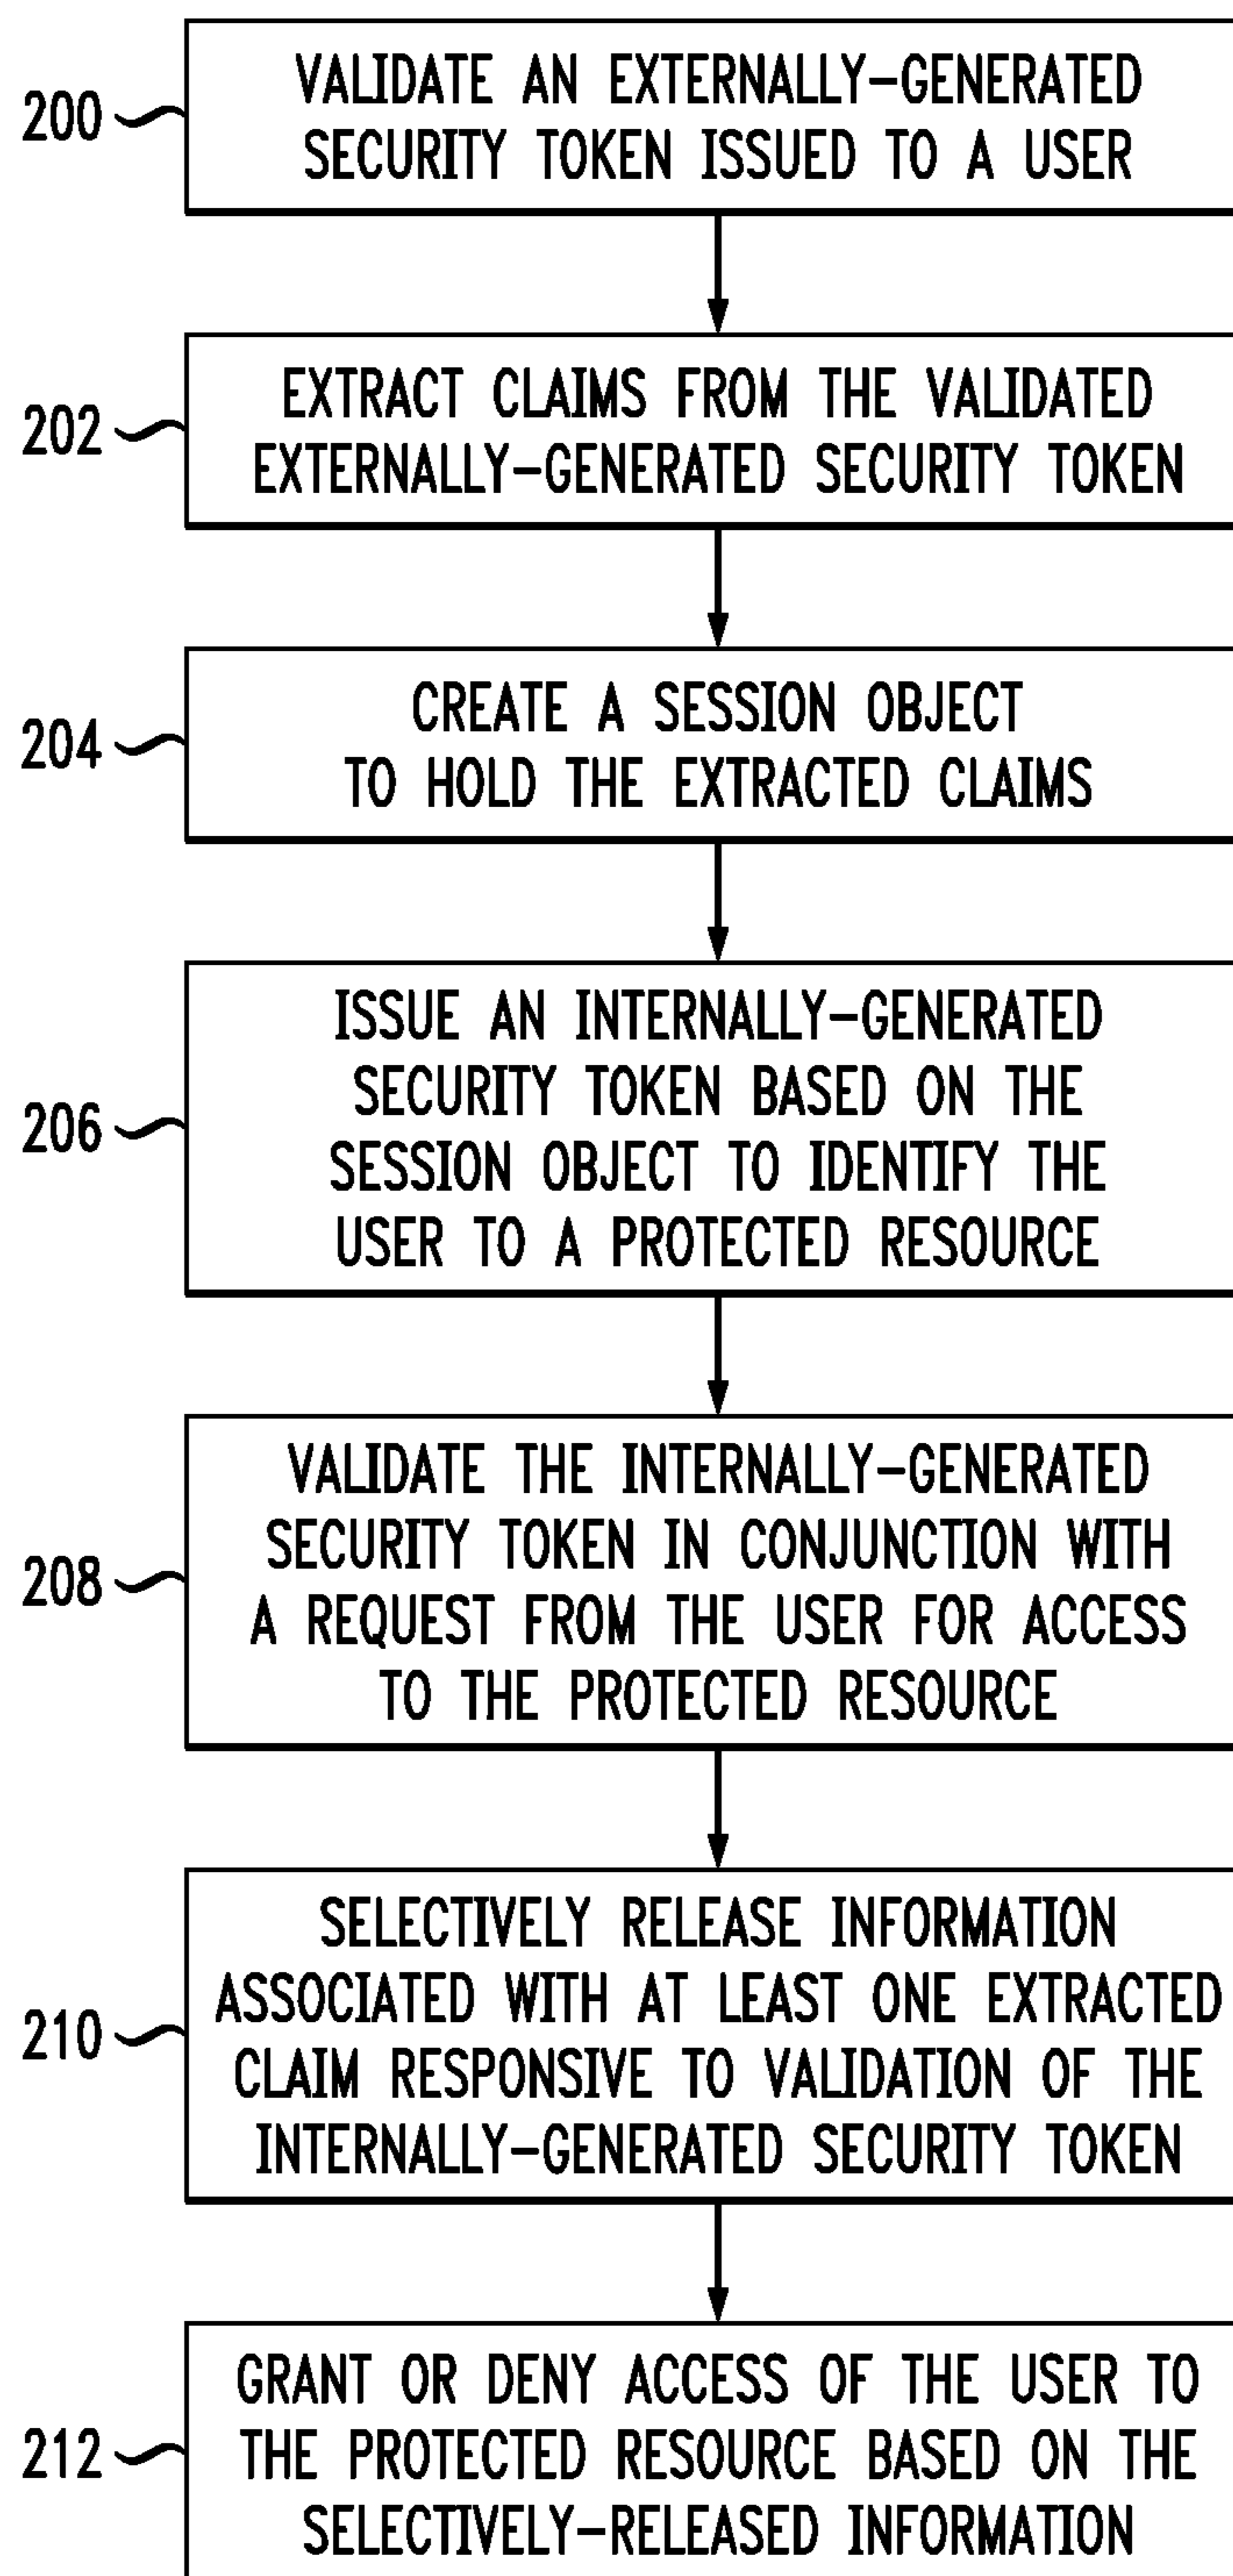 200
VALIDATE AN EXTERNALLY-GENERATED
SECURITY TOKEN ISSUED TO A USER
202
EXTRACT CLAIMS FROM THE VALIDATED
EXTERNALLY-GENERATED SECURITY TOKEN
204
CREATE A SESSION OBJECT
TO HOLD THE EXTRACTED CLAIMS
206
ISSUE AN INTERNALLY-GENERATED
SECURITY TOKEN BASED ON THE
SESSION OBJECT TO IDENTIFY THE
USER TO A PROTECTED RESOURCE
208
VALIDATE THE INTERNALLY-GENERATED
SECURITY TOKEN IN CONJUNCTION WITH
A REQUEST FROM THE USER FOR ACCESS
TO THE PROTECTED RESOURCE
210
SELECTIVELY RELEASE INFORMATION
ASSOCIATED WITH AT LEAST ONE EXTRACTED
CLAIM RESPONSIVE TO VALIDATION OF THE
INTERNALLY-GENERATED SECURITY TOKEN
212
GRANT OR DENY ACCESS OF THE USER TO
THE PROTECTED RESOURCE BASED ON THE
SELECTIVELY-RELEASED INFORMATION